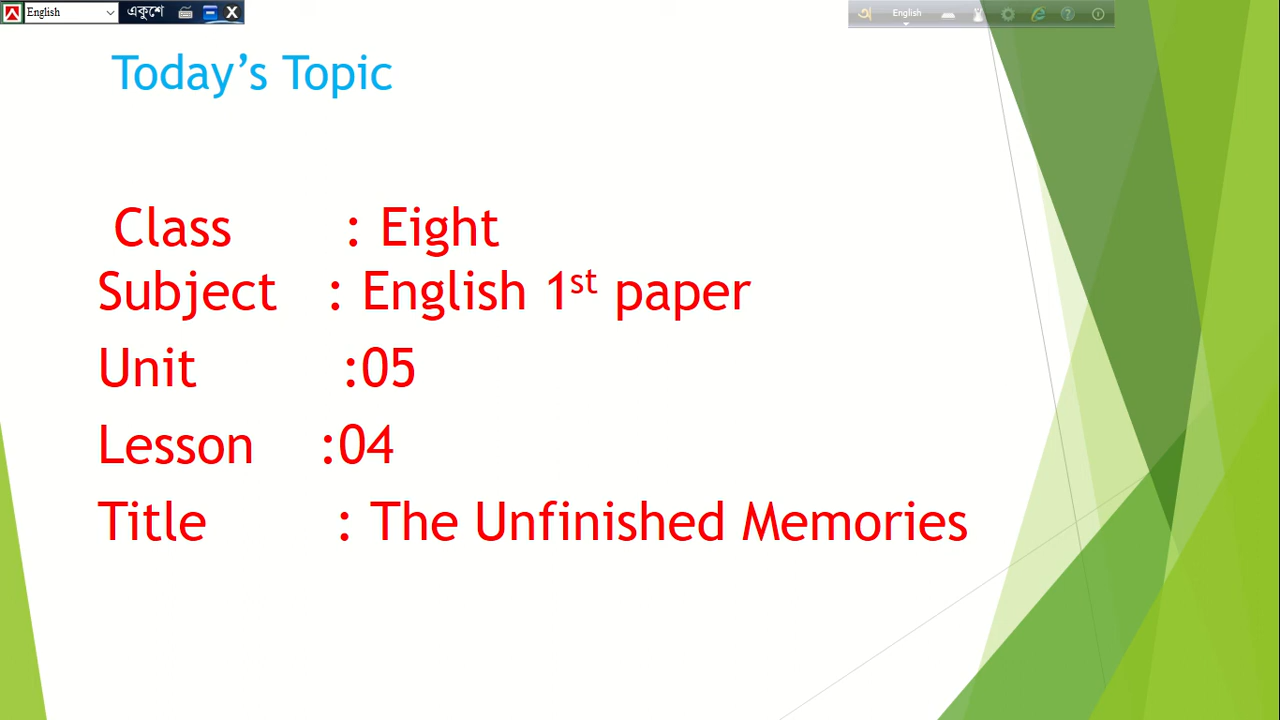 English একুশে
English
Today’s Topic
Class : Eight
Subject : English 1st paper
Unit :05
Lesson :04
Title : The Unfinished Memories